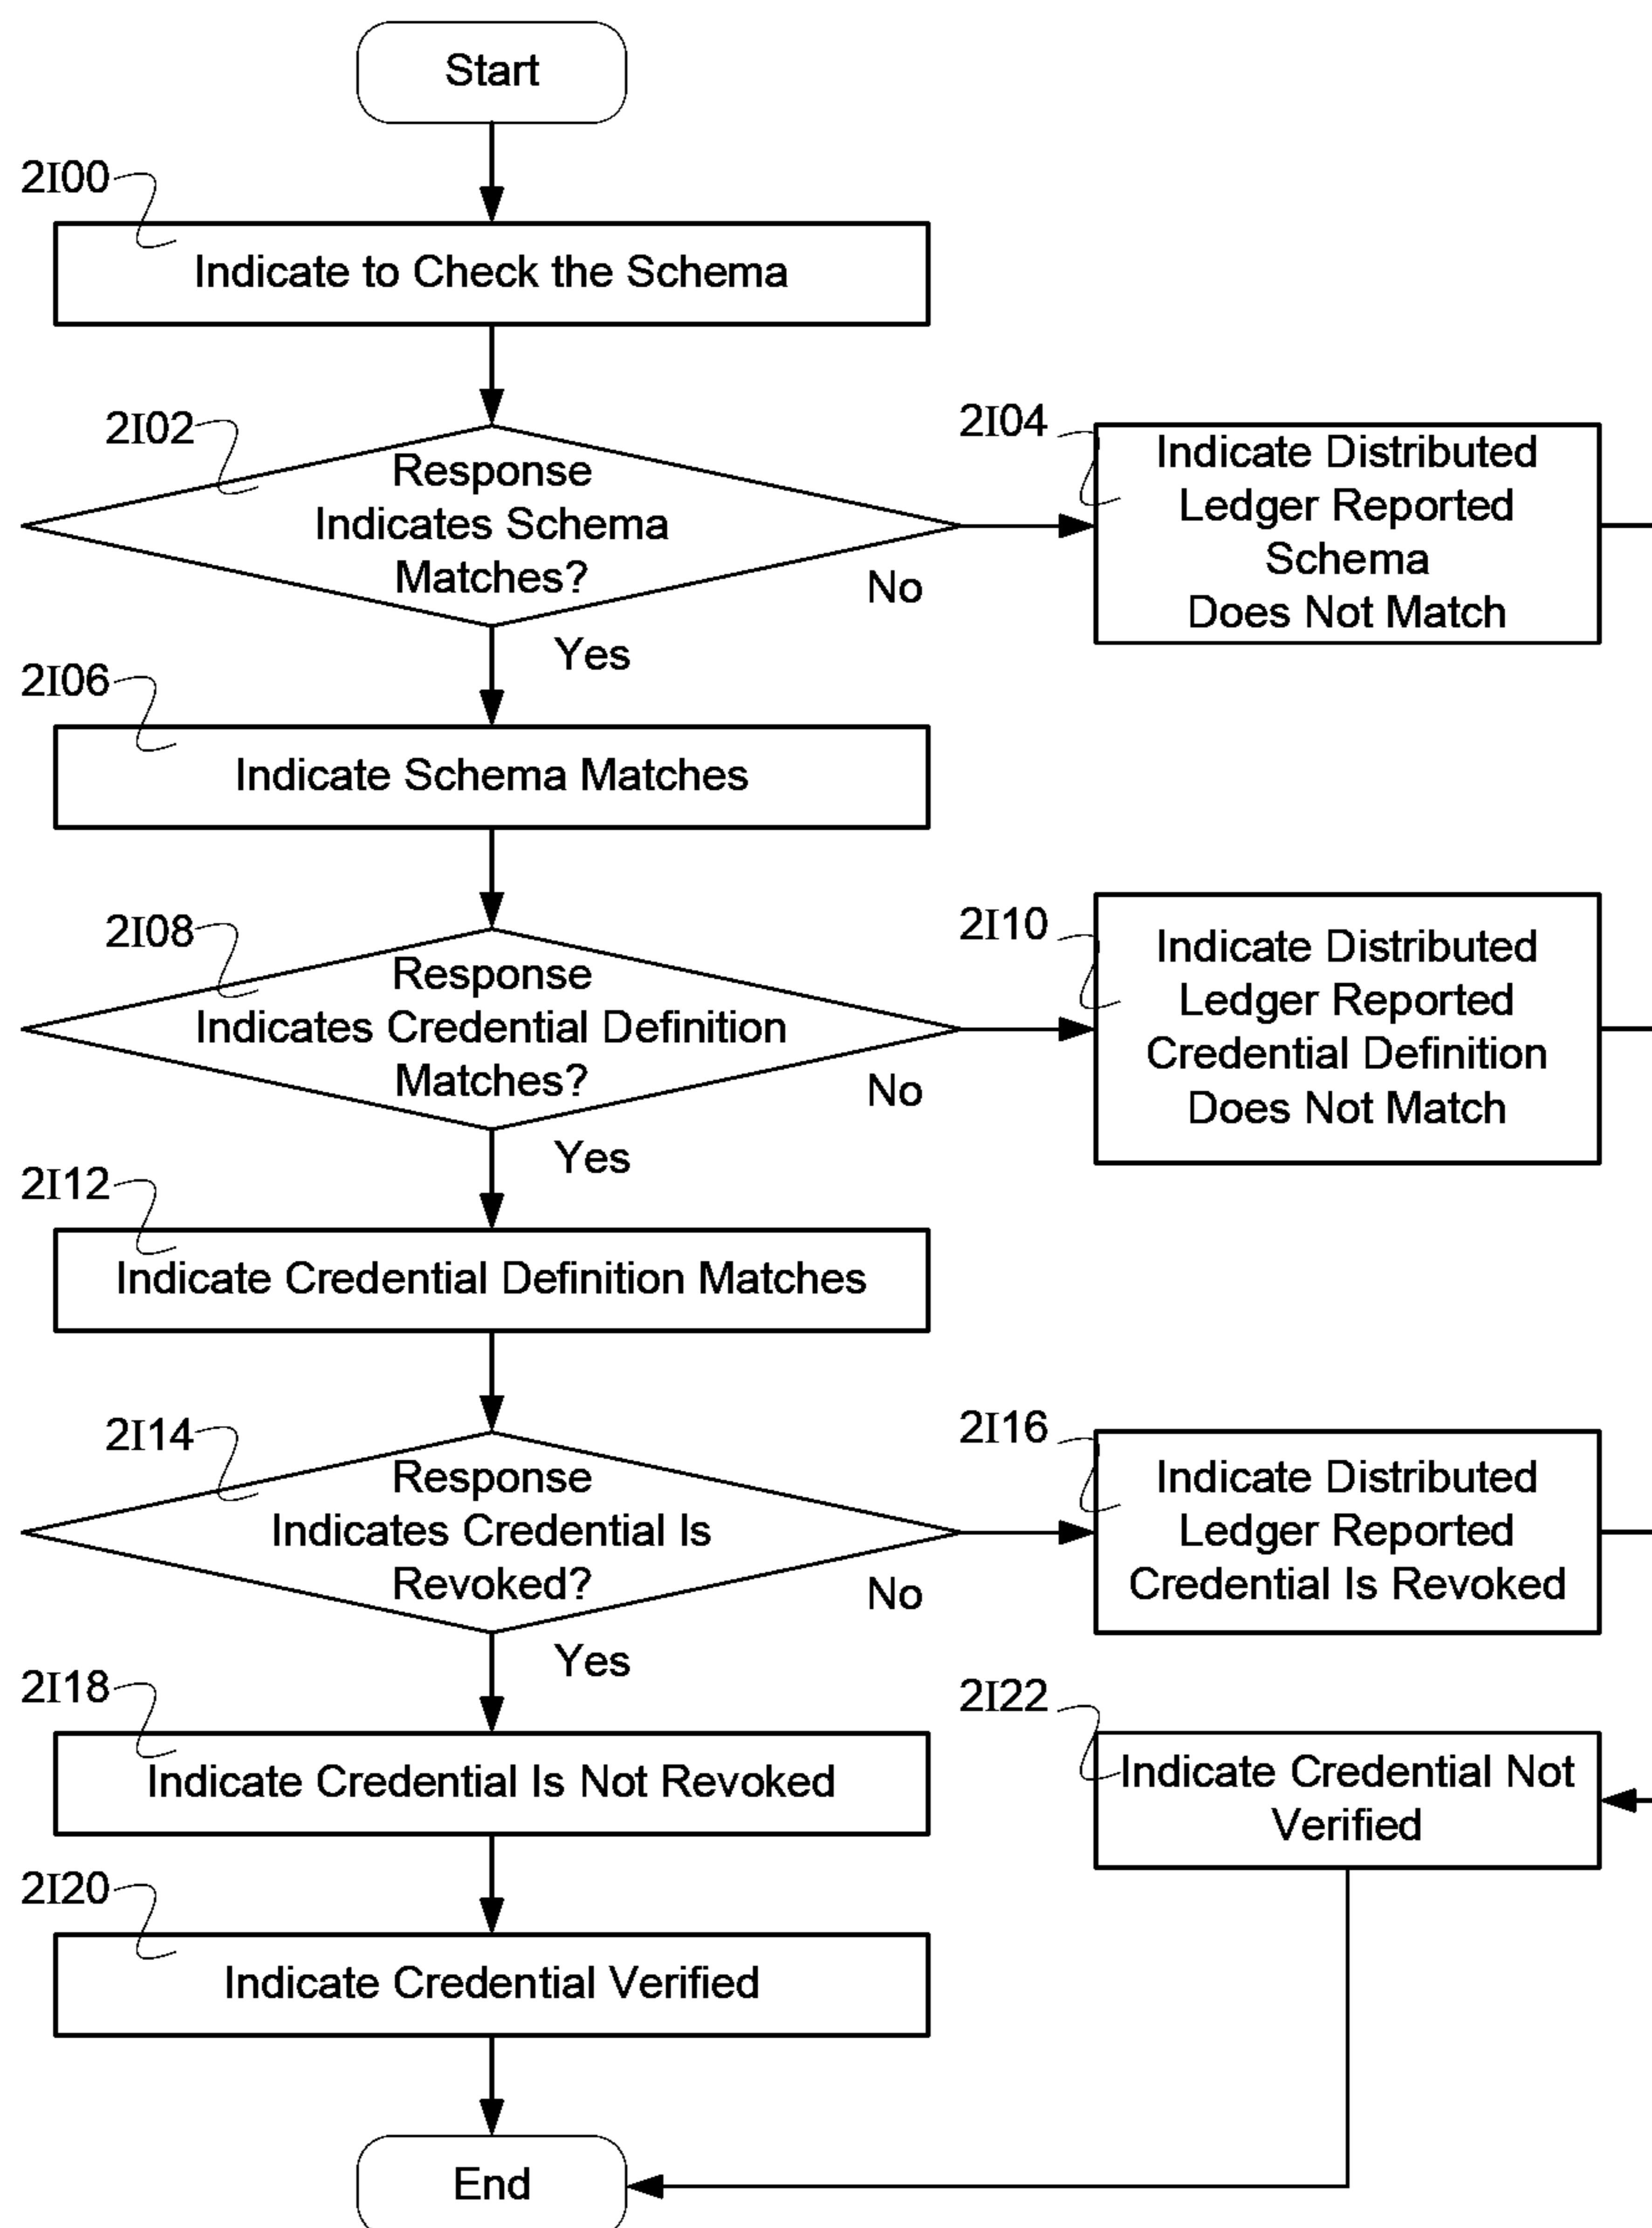 Start
2I00
Indicate to Check the Schema
2I02
Response
Indicates Schema
Matches?
No
Yes
2I04
Indicate Distributed
Ledger Reported
Schema
Does Not Match
2I06
Indicate Schema Matches
2I08
Response
Indicates Credential Definition
Matches?
No
Yes
2I10
Indicate Distributed
Ledger Reported
Credential Definition
Does Not Match
2I12
Indicate Credential Definition Matches
2I14
Response
Indicates Credential Is
Revoked?
No
Yes
2I16
Indicate Distributed
Ledger Reported
Credential Is Revoked
2I18
Indicate Credential Is Not Revoked
2I22
Indicate Credential Not
Verified
2I20
Indicate Credential Verified
End